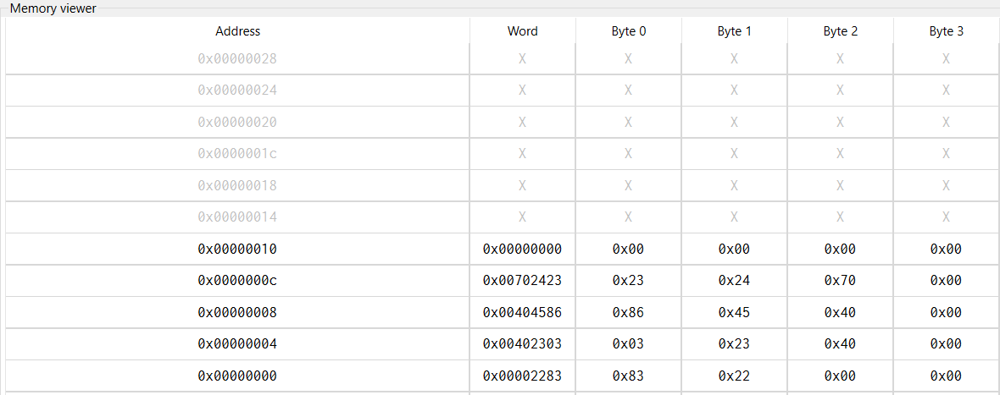 Memory viewer
Address Word Byte 0 Byte 1 Byte 2 Byte 3
0x00000028 X X X X X
0x00000024 X X X X X
0x00000020 X X X X X
0x0000001c X X X X X
0x00000018 X X X X X
0x00000014 X X X X X
0x00000010 0x00000000 0x00 0x00 0x00 0x00
0x0000000c 0x00702423 0x23 0x24 0x70 0x00
0x00000008 0x00404586 0x86 0x45 0x40 0x00
0x00000004 0x00402303 0x03 0x23 0x40 0x00
0x00000000 0x00002283 0x83 0x22 0x00 0x00